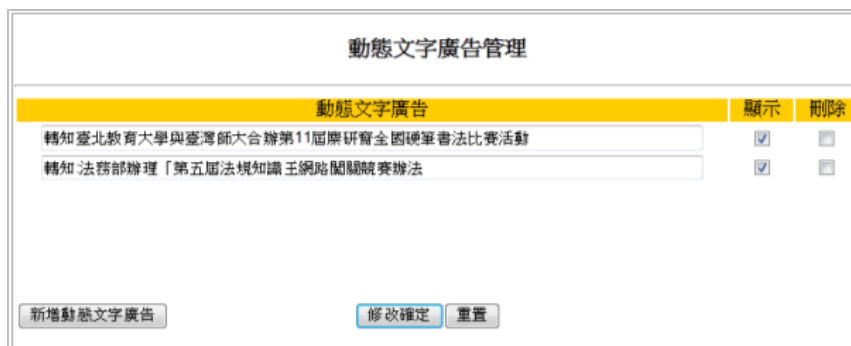 動態文字廣告管理
動態文字廣告 顯示 刪除
轉知臺北教育大學與臺灣師大合辦第11屆麋研齋全國硬筆書法比賽活動
轉知:法務部辦理「第五屆法規知識王網路闖關競賽辦法
新增動態文字廣告 修改確定 重置